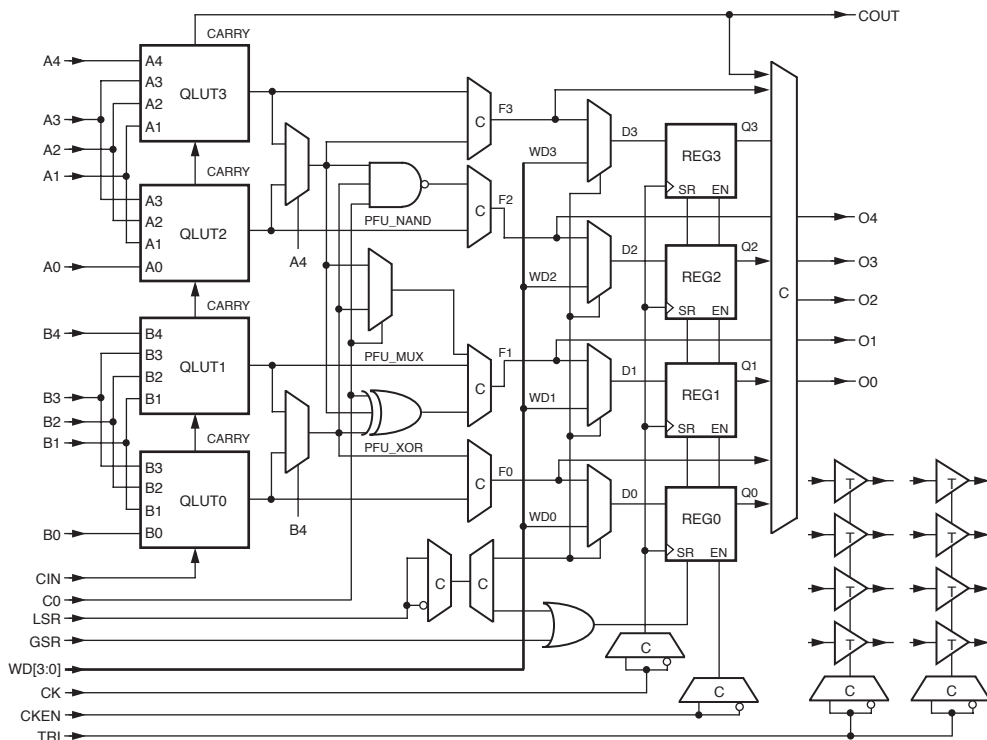 CARRY
COUT
A4
A3
A2
A1
A4
A3
A2
A1
QLUT3
CARRY
A3
A2
A1
A0
QLUT2
A0
CARRY
B4
B3
B2
B1
B4
B3
B2
B1
QLUT1
CARRY
B3
B2
B1
B0
QLUT0
B0
CIN
C0
LSR
GSR
WD[3:0]
CK
CKEN
TRI
A4
B4
PFU_NAND
PFU_MUX
PFU_XOR
C
C
C
C
C
C
F3
F2
F1
F0
WD3
WD2
WD1
WD0
D3
D2
D1
D0
REG3
SR EN
REG2
SR EN
REG1
SR EN
REG0
SR EN
Q3
Q2
Q1
Q0
C
C
C
O4
O3
O2
O1
O0
T T
T T
T T
T T
C C